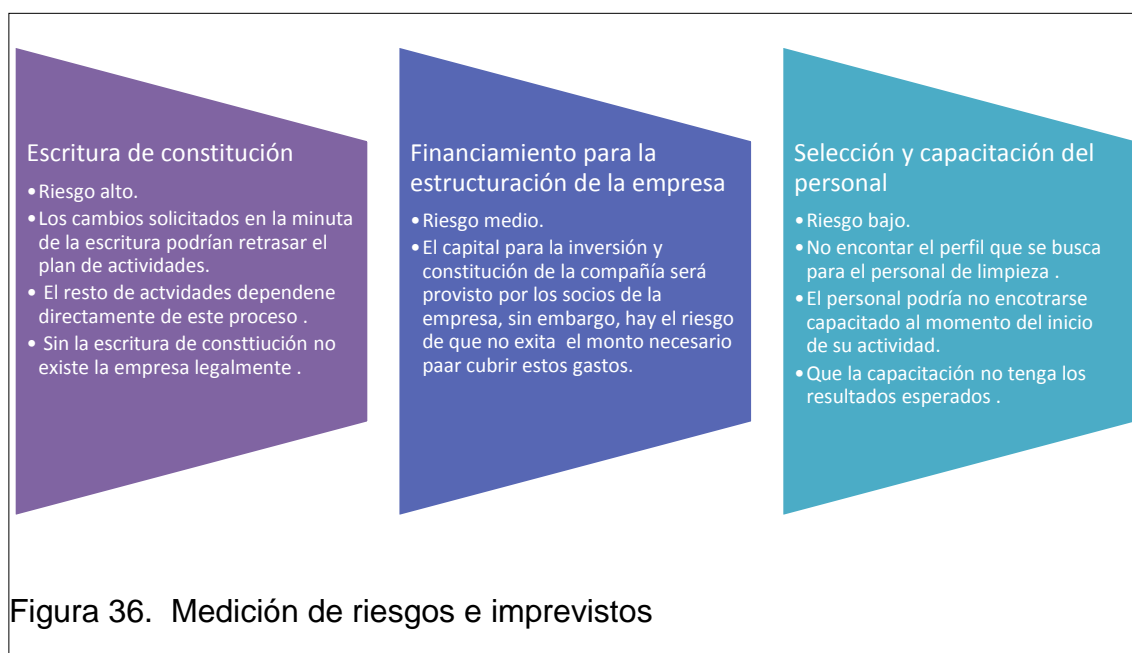 Escritura de constitución
•Riesgo alto.
•Los cambios solicitados en la minuta
de la escritura podrían retrasar el
plan de actividades.
• El resto de actvidades dependene
directamente de este proceso .
• Sin la escritura de consttiución no
existe la empresa legalmente .
Financiamiento para la
estructuración de la empresa
•Riesgo medio.
•El capital para la inversión y
constitución de la compañía será
provisto por los socios de la
empresa, sin embargo, hay el riesgo
de que no exita el monto necesario
paar cubrir estos gastos.
Selección y capacitación del
personal
•Riesgo bajo.
•No encontar el perfil que se busca
para el personal de limpieza .
•El personal podría no encotrarse
capacitado al momento del inicio
de su actividad.
•Que la capacitación no tenga los
resultados esperados .
Figura 36. Medición de riesgos e imprevistos